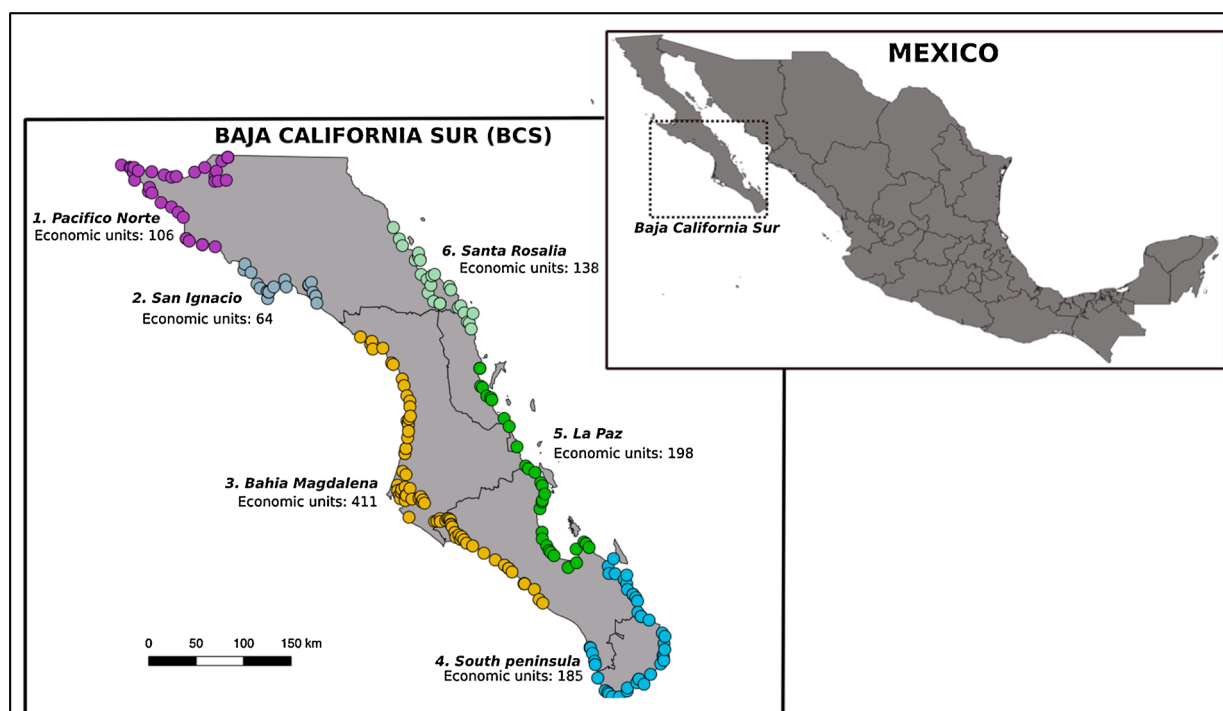 MEXICO
Baja California Sur
BAJA CALIFORNIA SUR (BCS)
1. Pacifico Norte
Economic units: 106
6. Santa Rosalia
Economic units: 138
2. San Ignacio
Economic units: 64
5. La Paz
Economic units: 198
3. Bahia Magdalena
Economic units: 411
4. South peninsula
Economic units: 185
0 50 100 150 km